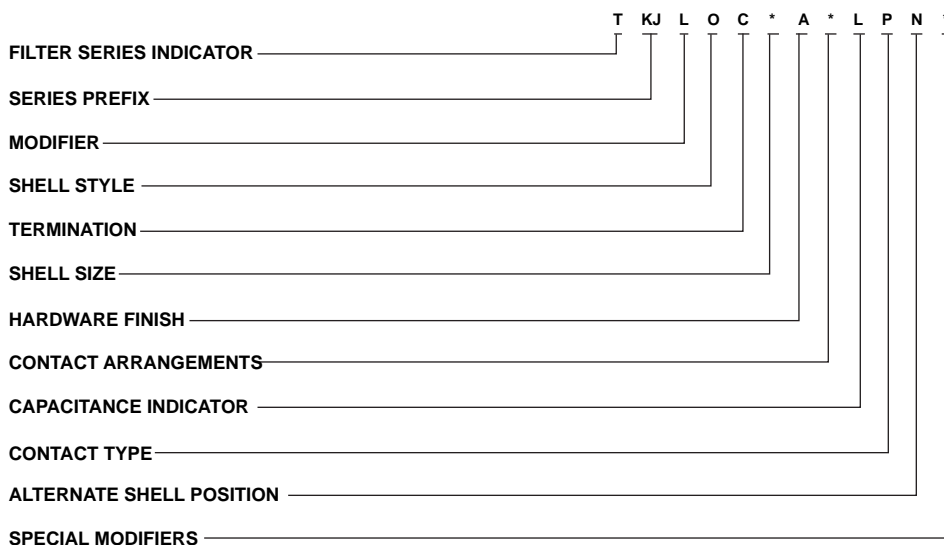 T KJ L O C * A * L P N *
FILTER SERIES INDICATOR
SERIES PREFIX
MODIFIER
SHELL STYLE
TERMINATION
SHELL SIZE
HARDWARE FINISH
CONTACT ARRANGEMENTS
CAPACITANCE INDICATOR
CONTACT TYPE
ALTERNATE SHELL POSITION
SPECIAL MODIFIERS